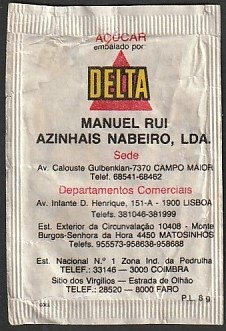 AÇUCAR
embalado por
DELTA
MANUEL RUI
AZINHAIS NABEIRO, LDA.
Sede
Av. Calouste Gulbenkian-7370 CAMPO MAIOR
Telef. 68541-68462
Departamentos Comerciais
Av. Infante D. Henrique, 151-A - 1900 LISBOA
Telefs. 381046-381999
Est. Exterior da Circunvalação 10408 - Monte
Burgos-Senhora da Hora 4450 MATOSINHOS
Telefs. 955573-958638-958688
Est. Nacional N.º 1 Zona Ind. da Pedrulha
TELEF.: 33146 — 3000 COIMBRA
Sitio dos Virgilios — Estrada de Olhão
TELEF.: 28520 — 8000 FARO
P.L. 8 g